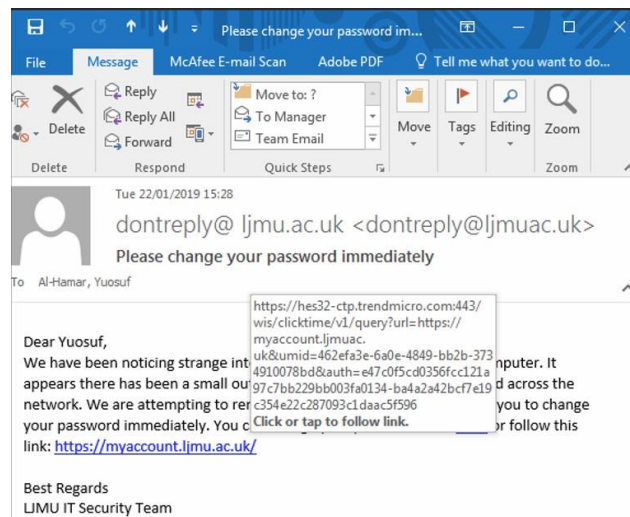 Please change your password im...
File Message McAfee E-mail Scan Adobe PDF Tell me what you want to do...
Delete
Reply
Reply All
Forward
Move to: ?
To Manager
Team Email
Move Tags Editing Zoom
Delete Respond Quick Steps Zoom
Tue 22/01/2019 15:28
dontreply@ ljmu.ac.uk <dontreply@ljmuac.uk>
Please change your password immediately
To Al-Hamar, Yuosuf
https://hes32-ctp.trendmicro.com:443/
wis/clicktime/v1/query?url=https://
myaccount.ljmuac.
uk&umid=462efa3e-6a0e-4849-bb2b-373
4910078bd&auth=e47c0f5cd0356fcc121a
97c7bb229bb003fa0134-ba4a2a42bcf7e19
c354e22c287093c1daac5f596
Click or tap to follow link.
Dear Yuosuf,
We have been noticing strange mputer. It
appears there has been a small across the
network. We are attempting to you to change
your password immediately. You or follow this
link: https://myaccount.ljmu.ac.uk/
Best Regards
LJMU IT Security Team